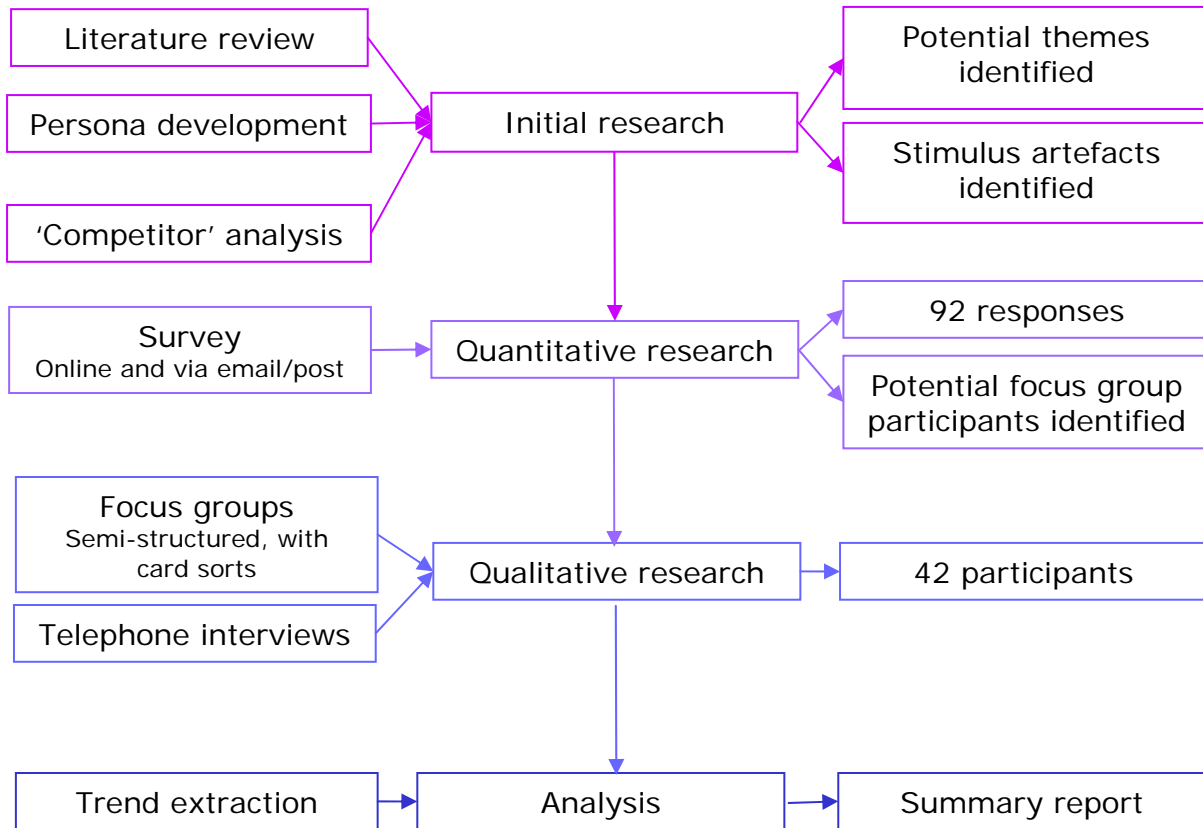 Literature review
Persona development
‘Competitor’ analysis
Initial research
Potential themes
identified
Stimulus artefacts
identified
Survey
Online and via email/post
Quantitative research
92 responses
Potential focus group
participants identified
Focus groups
Semi-structured, with
card sorts
Telephone interviews
Qualitative research
42 participants
Trend extraction
Analysis
Summary report